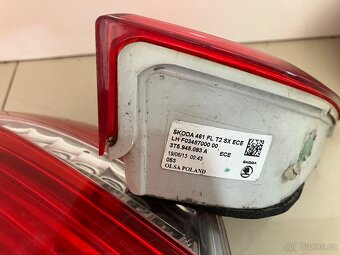 SKODA 461 FL T2 SX ECE
LH F03487000 00
3T5.945.093 A
ECE
SKODA
19/06/13 00:43
053
OLSA POLAND
bazos.cz